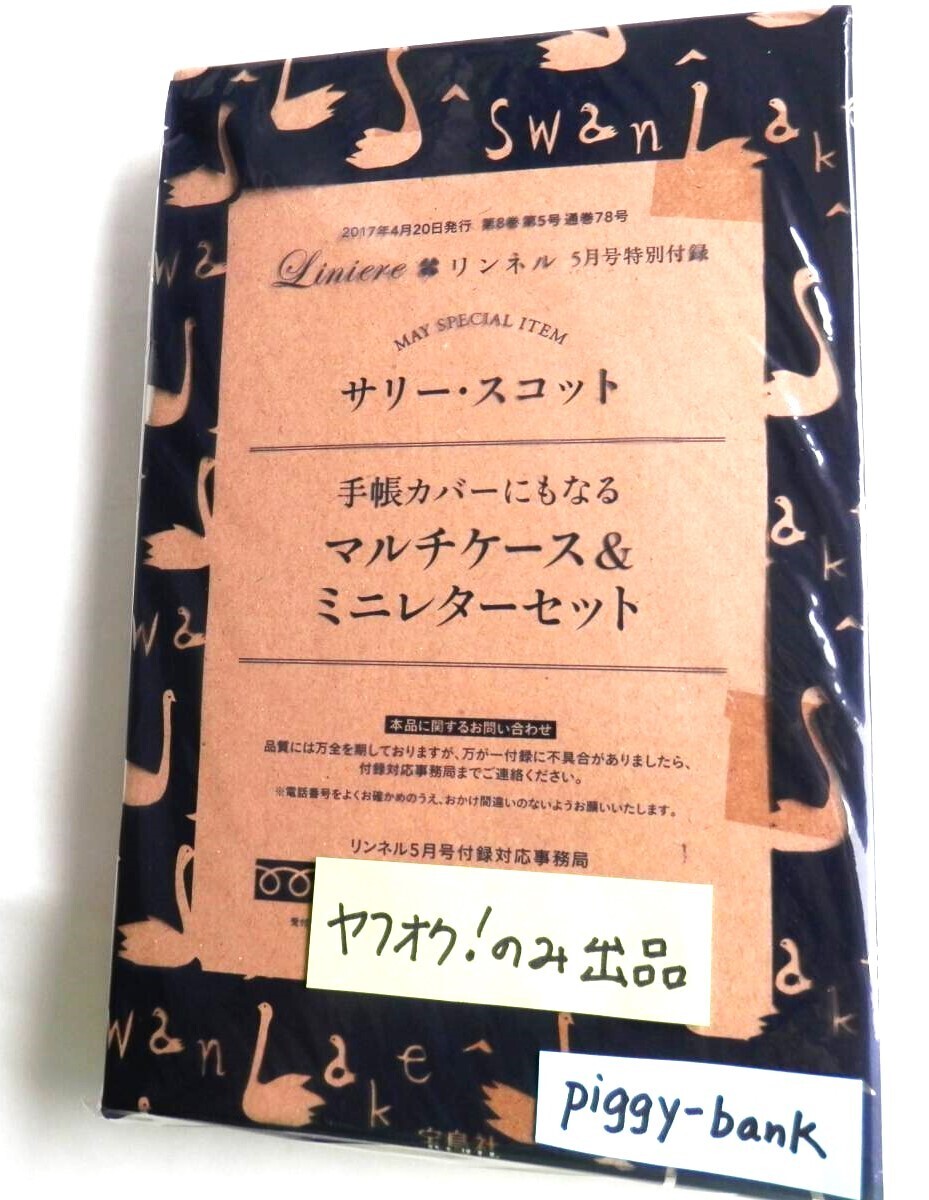 Swan Lake
2017年4月20日発行 第8巻 第5号 通巻78号
Liniere リンネル 5月号特別付録
MAY SPECIAL ITEM
サリー・スコット
手帳カバーにもなる
マルチケース&
ミニレターセット
本品に関するお問い合わせ
品質には万全を期しておりますが、万が一付録に不具合がありましたら、
付録対応事務局までご連絡ください。
※電話番号をよくお確かめのうえ、おかけ間違いのないようお願いいたします。
リンネル5月号付録対応事務局
受付
ヤフオク!のみ出品
wan Lake
piggy-bank
宝島社